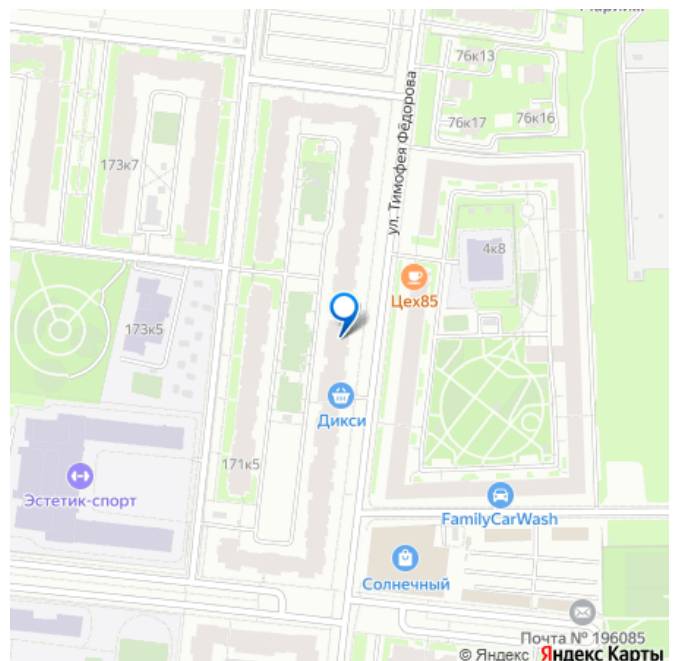 76к13
ул. Тимофея Фёдорова
76к17
76к16
173к7
4к8
Цех85
173к5
Дикси
171к5
Эстетик-спорт
FamilyCarWash
Солнечный
Почта № 196085
© Яндекс Яндекс Карты